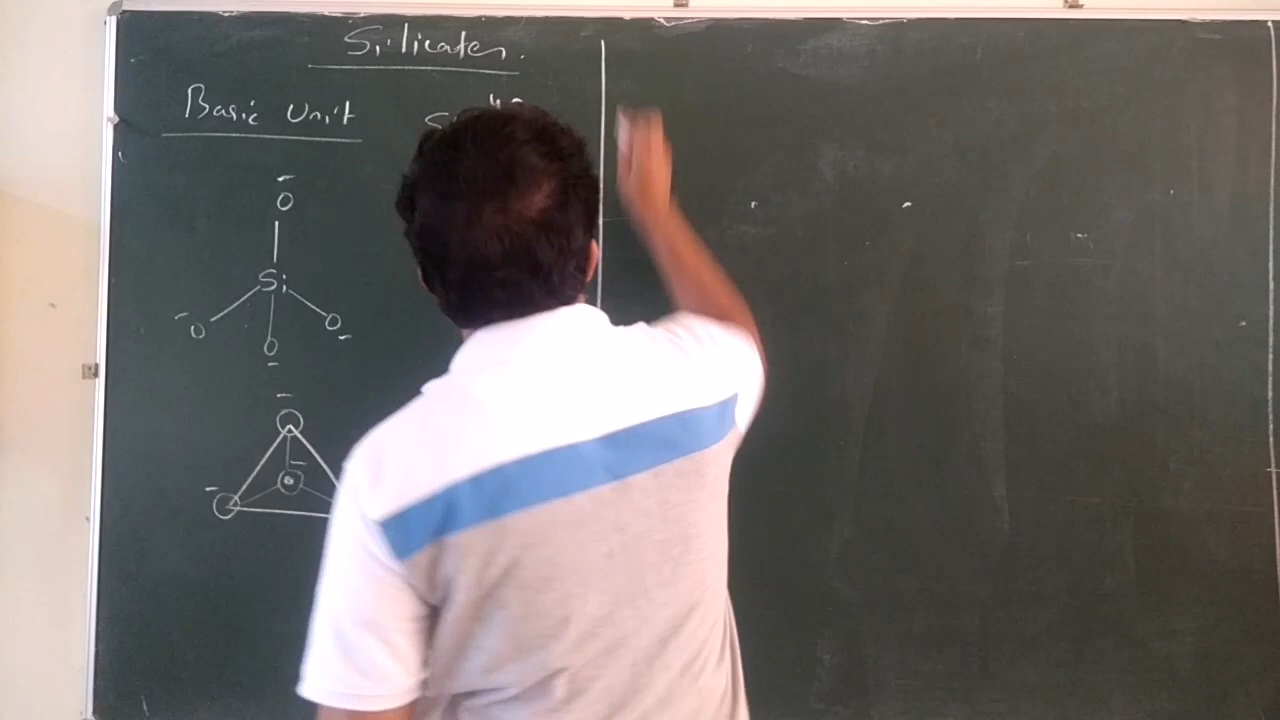 Silicates.
Basic Unit
O
Si
O O
O